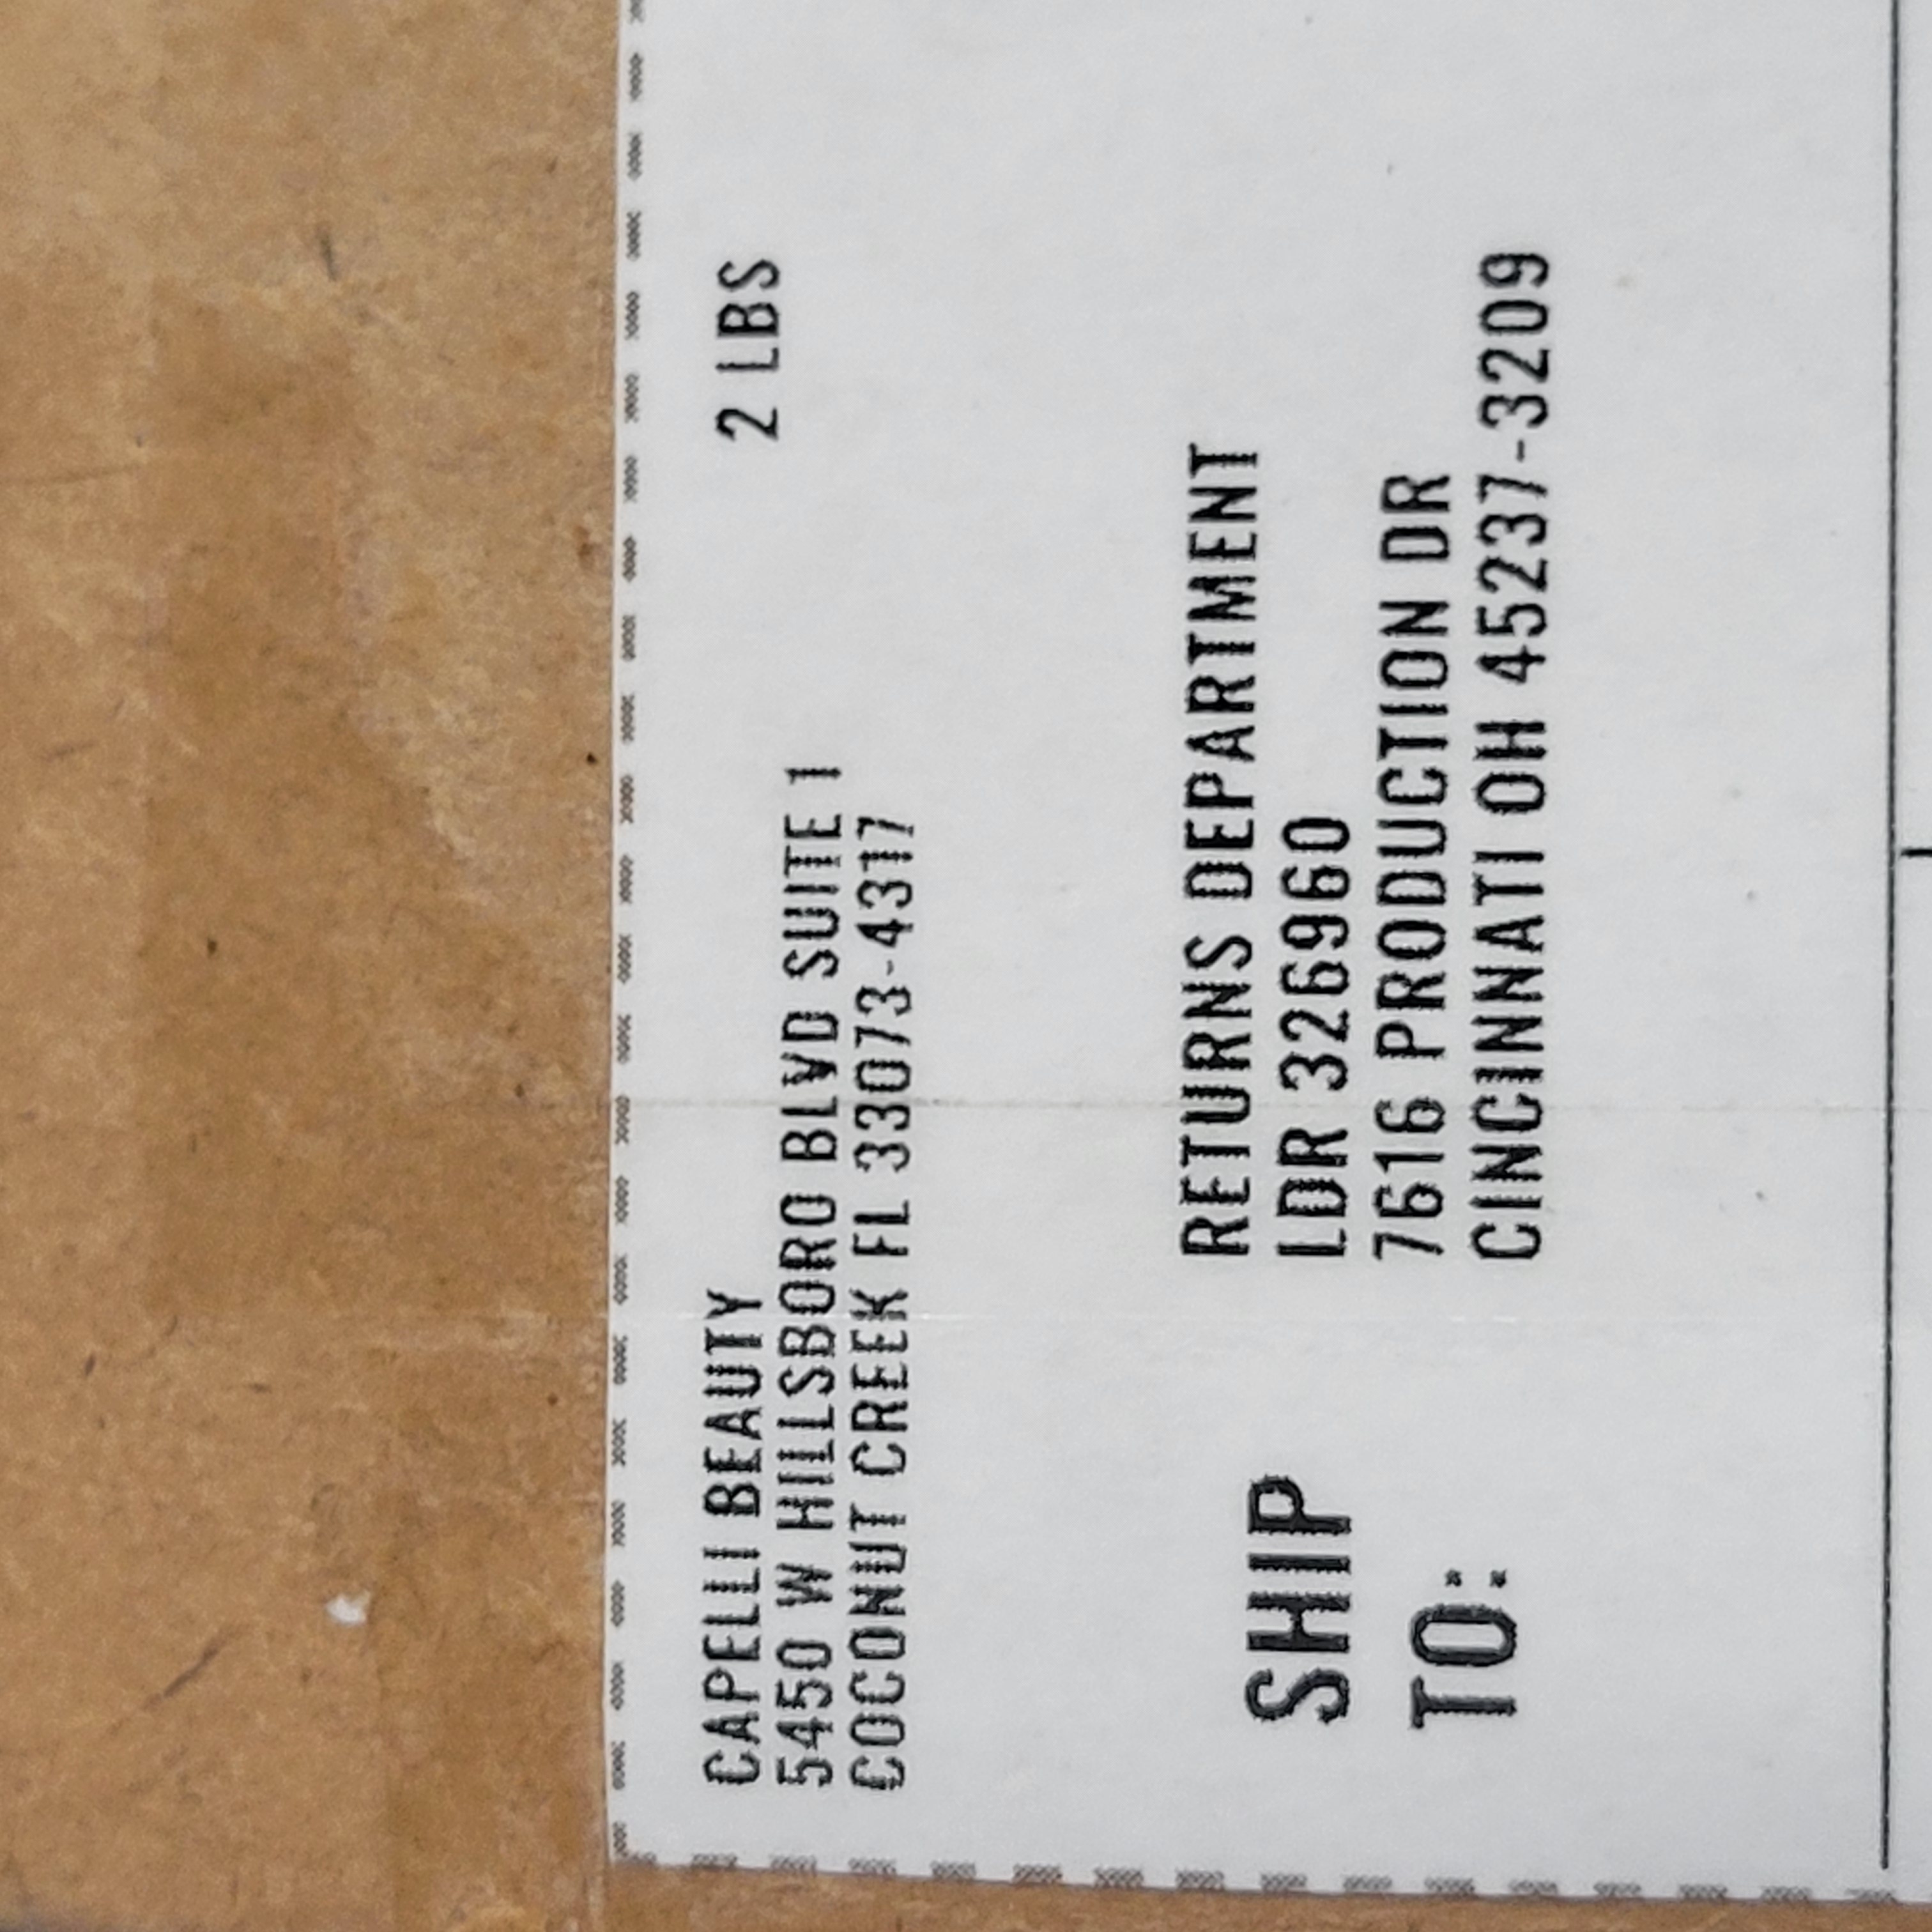 CAPELLI BEAUTY 2 LBS
5450 W HILLSBORO BLVD SUITE 1
COCONUT CREEK FL 33073-4317
RETURNS DEPARTMENT
LDR 326960
7616 PRODUCTION DR
CINCINNATI OH 45237-3209
SHIP
TO: